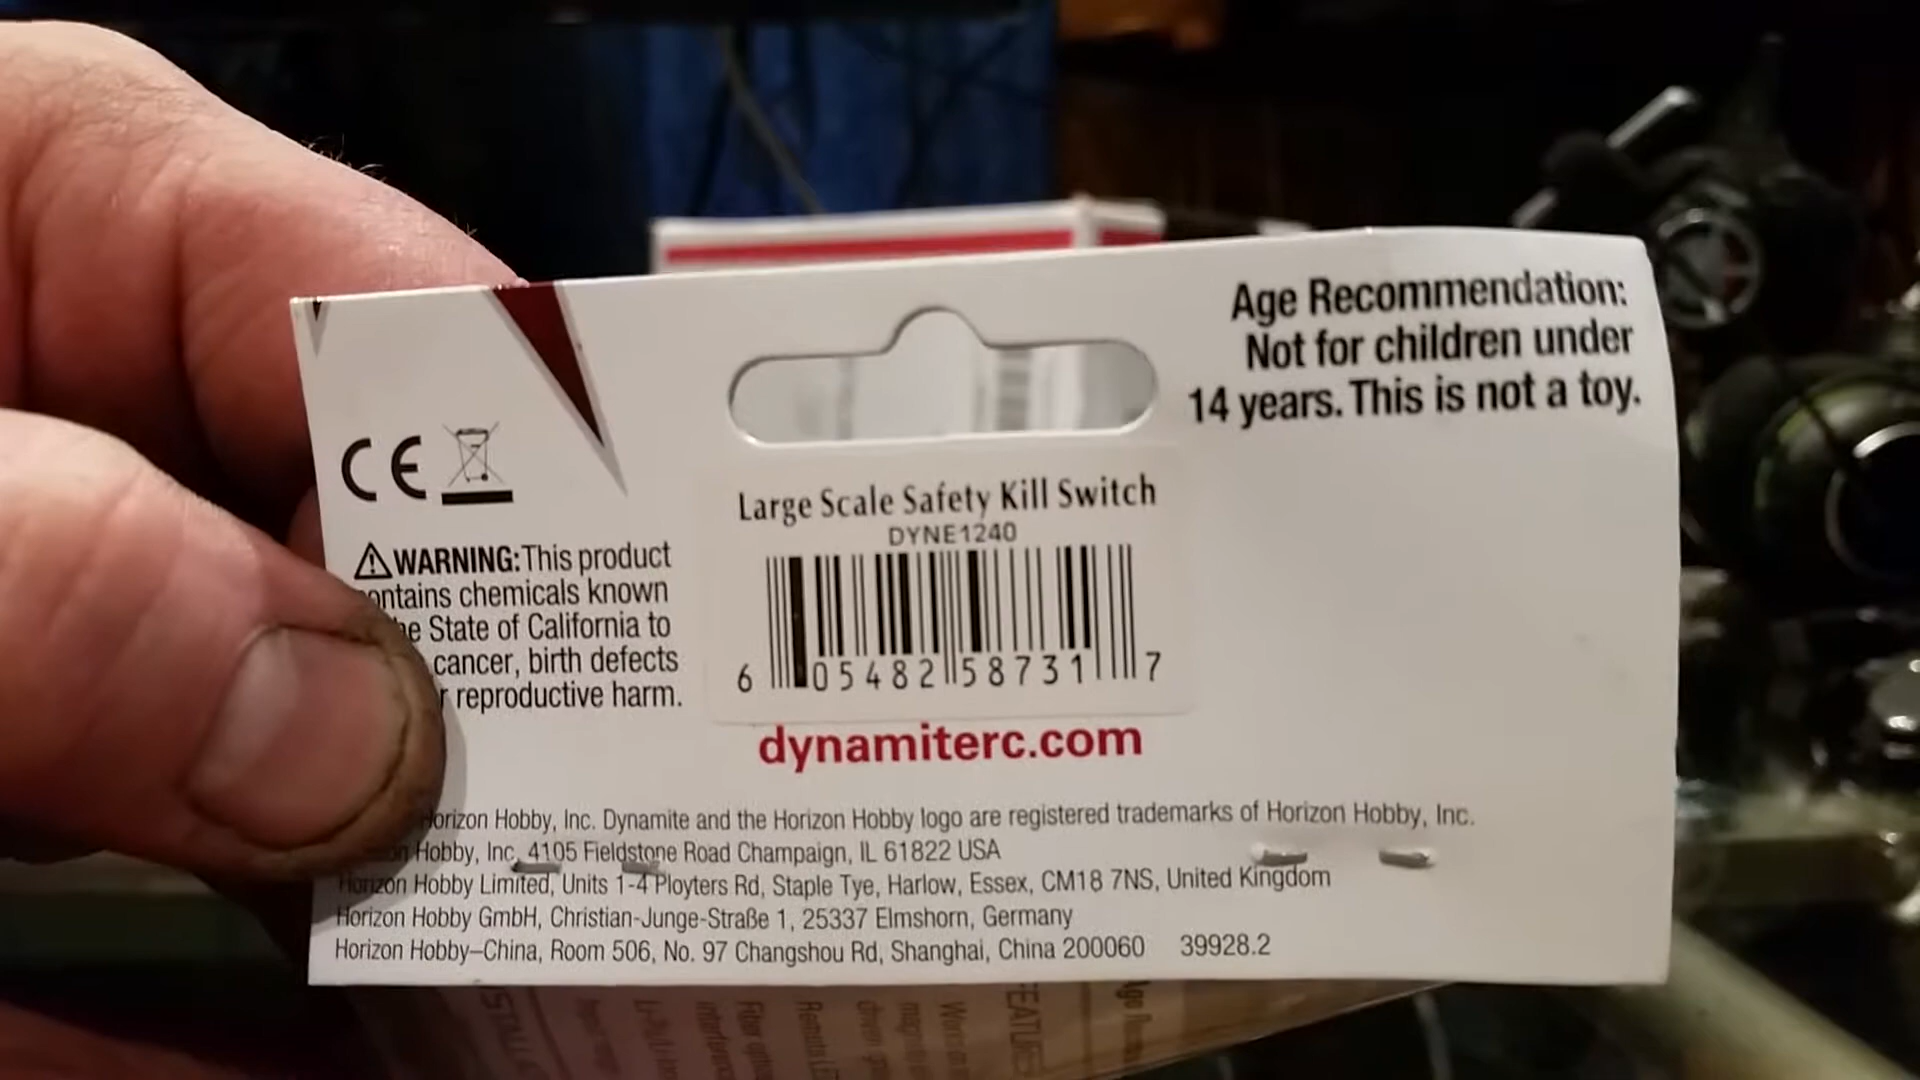 Age Recommendation:
Not for children under
14 years. This is not a toy.
CE
Large Scale Safety Kill Switch
DYNE1240
6 05482 58731 7
WARNING: This product
contains chemicals known
State of California to
cancer, birth defects
reproductive harm.
dynamiterc.com
Horizon Hobby, Inc. Dynamite and the Horizon Hobby logo are registered trademarks of Horizon Hobby, Inc.
Hobby, Inc. 4105 Fieldstone Road Champaign, IL 61822 USA
Horizon Hobby Limited, Units 1-4 Ployters Rd, Staple Tye, Harlow, Essex, CM18 7NS, United Kingdom
Horizon Hobby GmbH, Christian-Junge-Straße 1, 25337 Elmshorn, Germany
Horizon Hobby–China, Room 506, No. 97 Changshou Rd, Shanghai, China 200060 39928.2